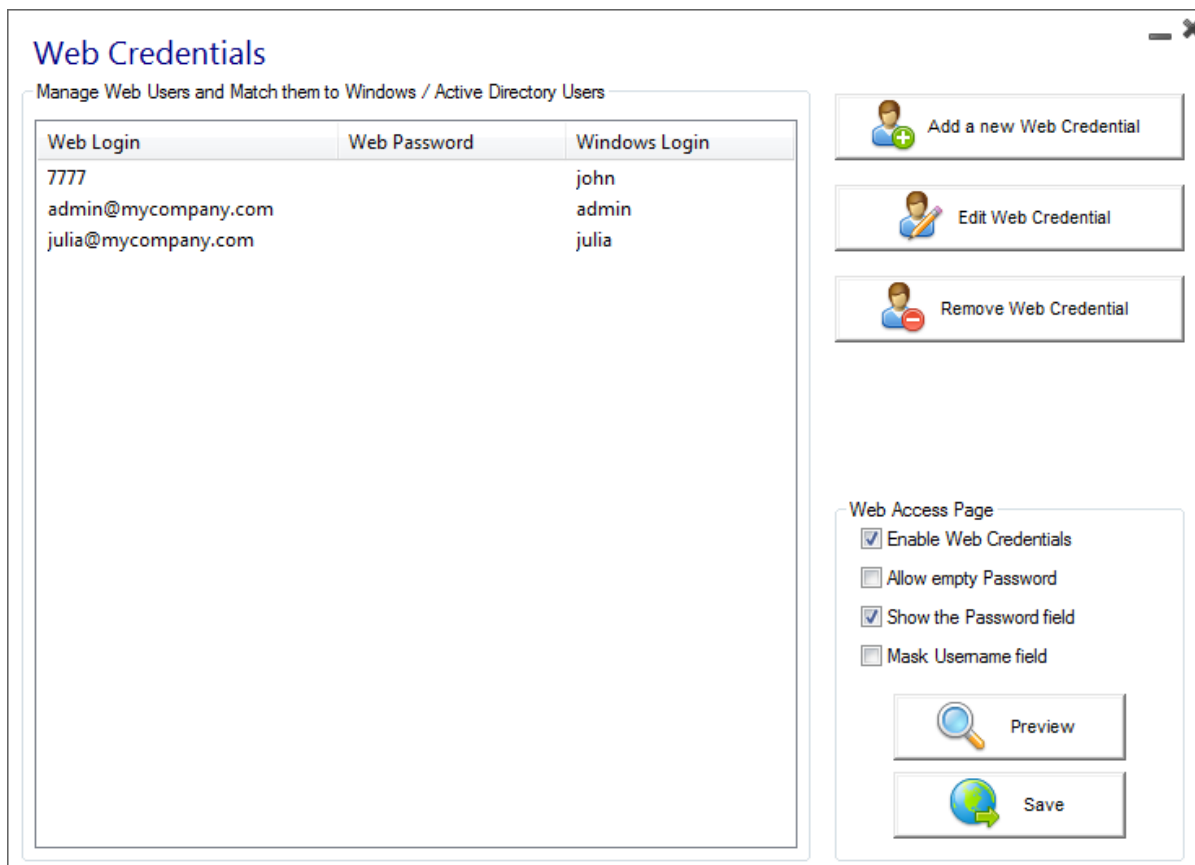 Web Credentials
Manage Web Users and Match them to Windows / Active Directory Users
Web Login Web Password Windows Login
7777 john
admin@mycompany.com admin
julia@mycompany.com julia
Add a new Web Credential
Edit Web Credential
Remove Web Credential
Web Access Page
Enable Web Credentials
Allow empty Password
Show the Password field
Mask Username field
Preview
Save